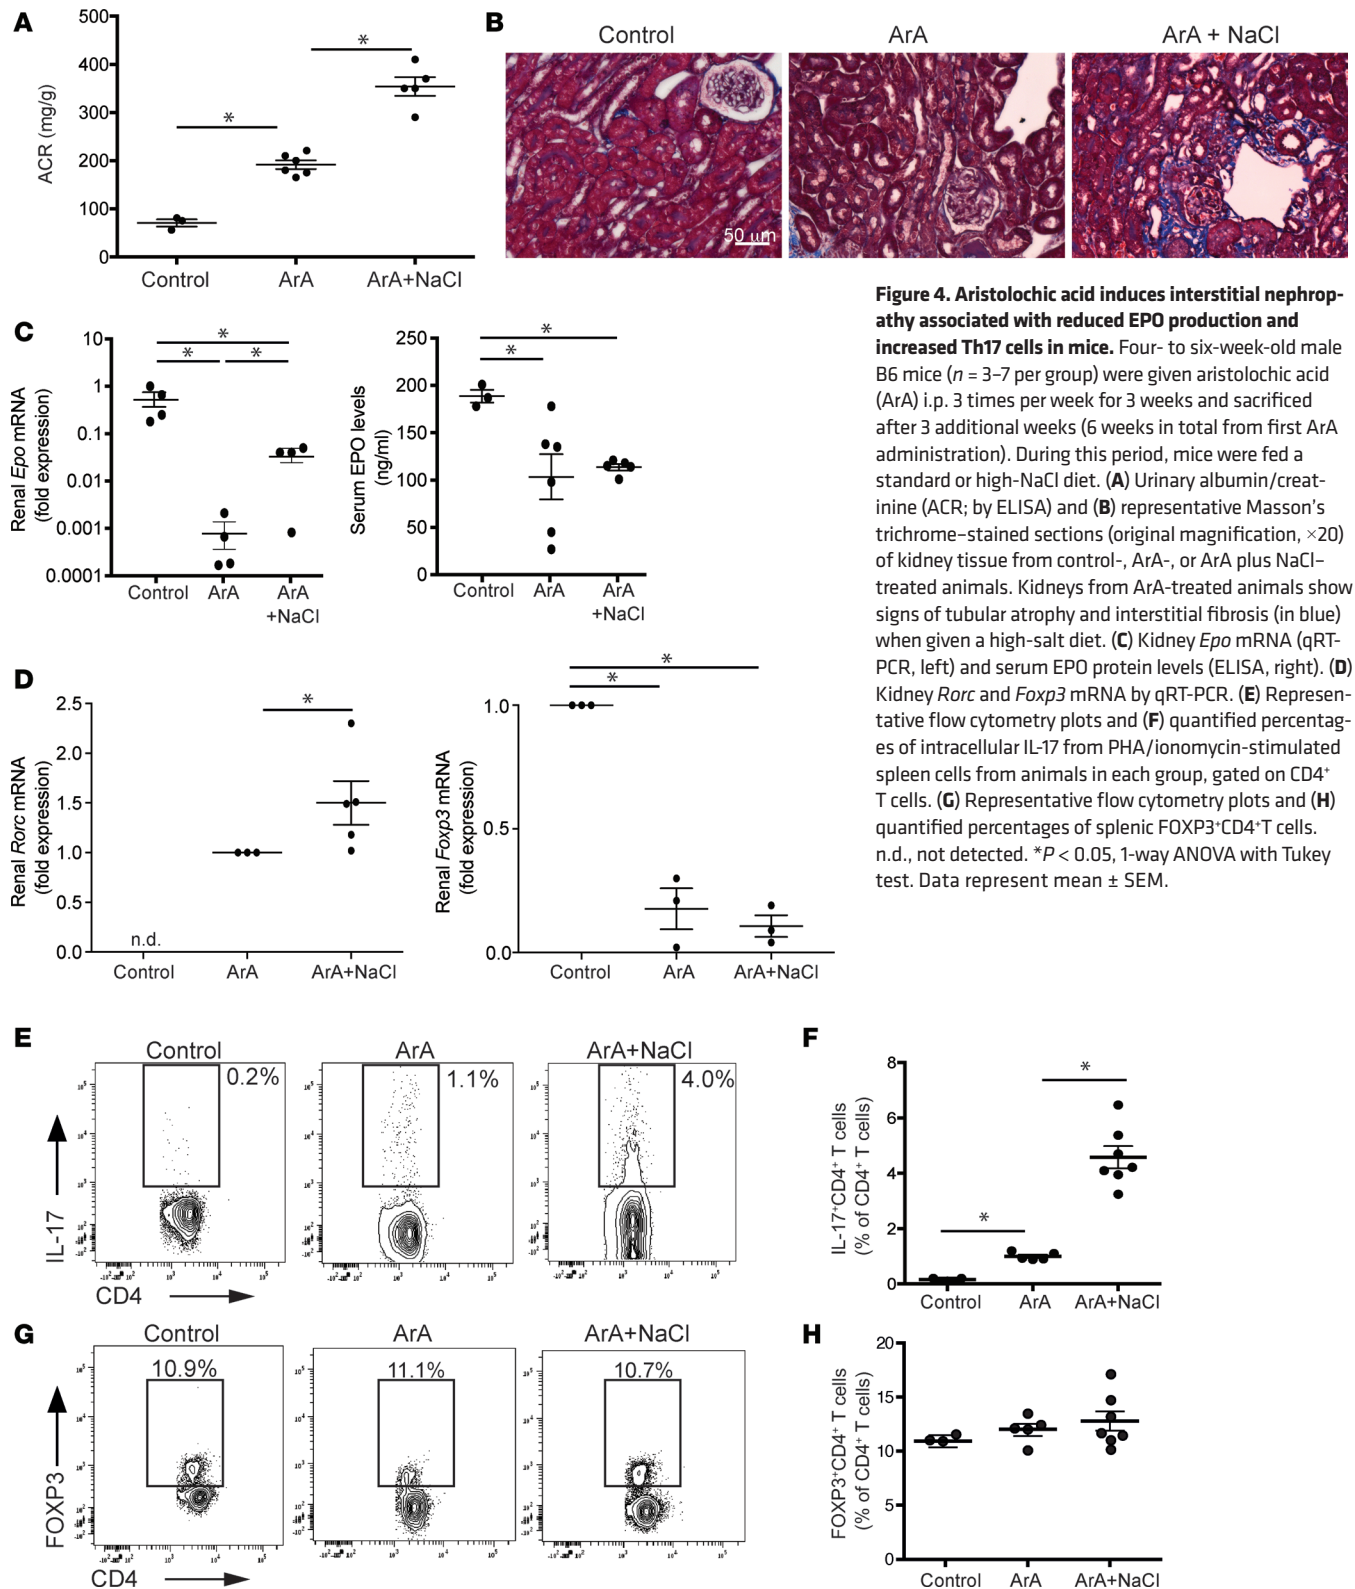 A
500
400
300
200
100
0
ACR (mg/g)
*
*
Control
ArA
ArA+NaCl
B
Control
ArA
ArA + NaCl
50 µm
Figure 4. Aristolochic acid induces interstitial nephrop-
athy associated with reduced EPO production and
increased Th17 cells in mice. Four- to six-week-old male
B6 mice (n = 3–7 per group) were given aristolochic acid
(ArA) i.p. 3 times per week for 3 weeks and sacrificed
after 3 additional weeks (6 weeks in total from first ArA
administration). During this period, mice were fed a
standard or high-NaCl diet. (A) Urinary albumin/creat-
inine (ACR; by ELISA) and (B) representative Masson’s
trichrome–stained sections (original magnification, ×20)
of kidney tissue from control-, ArA-, or ArA plus NaCl–
treated animals. Kidneys from ArA-treated animals show
signs of tubular atrophy and interstitial fibrosis (in blue)
when given a high-salt diet. (C) Kidney Epo mRNA (qRT-
PCR, left) and serum EPO protein levels (ELISA, right). (D)
Kidney Rorc and Foxp3 mRNA by qRT-PCR. (E) Represen-
tative flow cytometry plots and (F) quantified percentag-
es of intracellular IL-17 from PHA/ionomycin-stimulated
spleen cells from animals in each group, gated on CD4⁺
T cells. (G) Representative flow cytometry plots and (H)
quantified percentages of splenic FOXP3⁺CD4⁺T cells.
n.d., not detected. *P < 0.05, 1-way ANOVA with Tukey
test. Data represent mean ± SEM.
C
10
1
0.1
0.01
0.001
0.0001
Renal Epo mRNA
(fold expression)
*
*
*
Control
ArA
ArA
+NaCl
250
200
150
100
50
0
Serum EPO levels
(ng/ml)
*
*
Control
ArA
ArA
+NaCl
D
2.5
2.0
1.5
1.0
0.5
0.0
Renal Rorc mRNA
(fold expression)
*
n.d.
Control
ArA
ArA+NaCl
1.0
0.5
0.0
Renal Foxp3 mRNA
(fold expression)
*
*
Control
ArA
ArA+NaCl
E
Control
ArA
ArA+NaCl
0.2%
1.1%
4.0%
IL-17
CD4
F
8
6
4
2
0
IL-17⁺CD4⁺ T cells
(% of CD4⁺ T cells)
*
*
Control
ArA
ArA+NaCl
G
Control
ArA
ArA+NaCl
10.9%
11.1%
10.7%
FOXP3
CD4
H
20
15
10
5
0
FOXP3⁺CD4⁺ T cells
(% of CD4⁺ T cells)
Control
ArA
ArA+NaCl